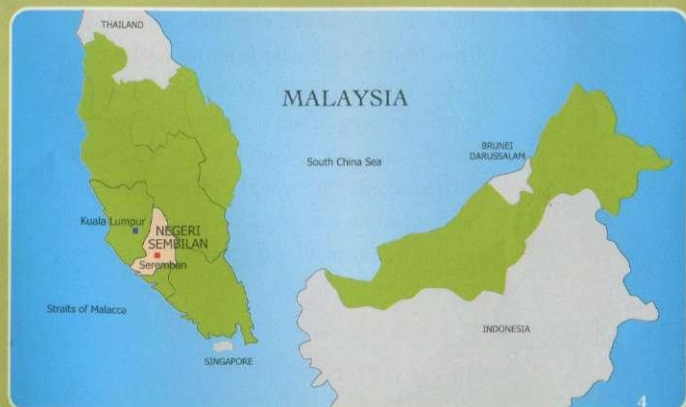 THAILAND
MALAYSIA
South China Sea
BRUNEI
DARUSSALAM
Kuala Lumpur
NEGERI
SEMBILAN
Seremban
Straits of Malacca
SINGAPORE
INDONESIA
4